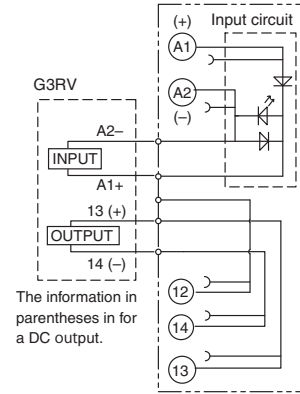 (+)
Input circuit
A1
G3RV
A2
A2−
(−)
INPUT
A1+
13 (+)
OUTPUT
14 (−)
The information in
parentheses in for
a DC output.
12
14
13